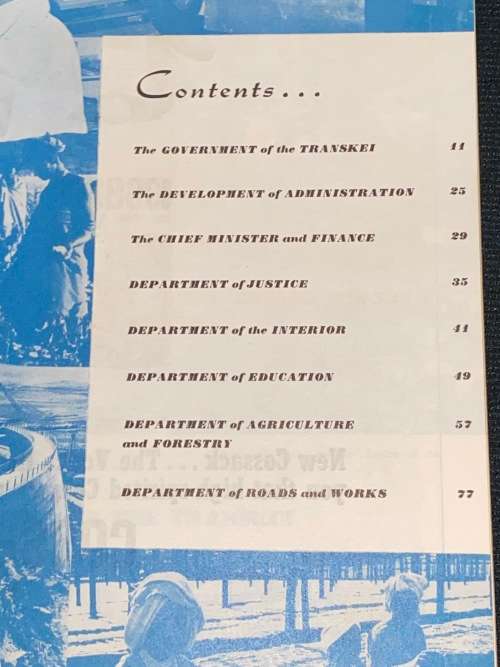 Contents...
The GOVERNMENT of the TRANSKEI 11
The DEVELOPMENT of ADMINISTRATION 25
The CHIEF MINISTER and FINANCE 29
DEPARTMENT of JUSTICE 35
DEPARTMENT of the INTERIOR 41
DEPARTMENT of EDUCATION 49
DEPARTMENT of AGRICULTURE 57
and FORESTRY
New Cossack... The Vo
DEPARTMENT of ROADS and WORKS 77